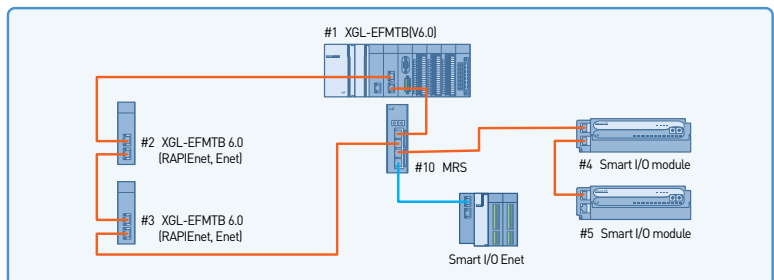 #1 XGL-EFMTB(V6.0)
#2 XGL-EFMTB 6.0
(RAPIEnet, Enet)
#10 MRS
#4 Smart I/O module
#3 XGL-EFMTB 6.0
(RAPIEnet, Enet)
#5 Smart I/O module
Smart I/O Enet